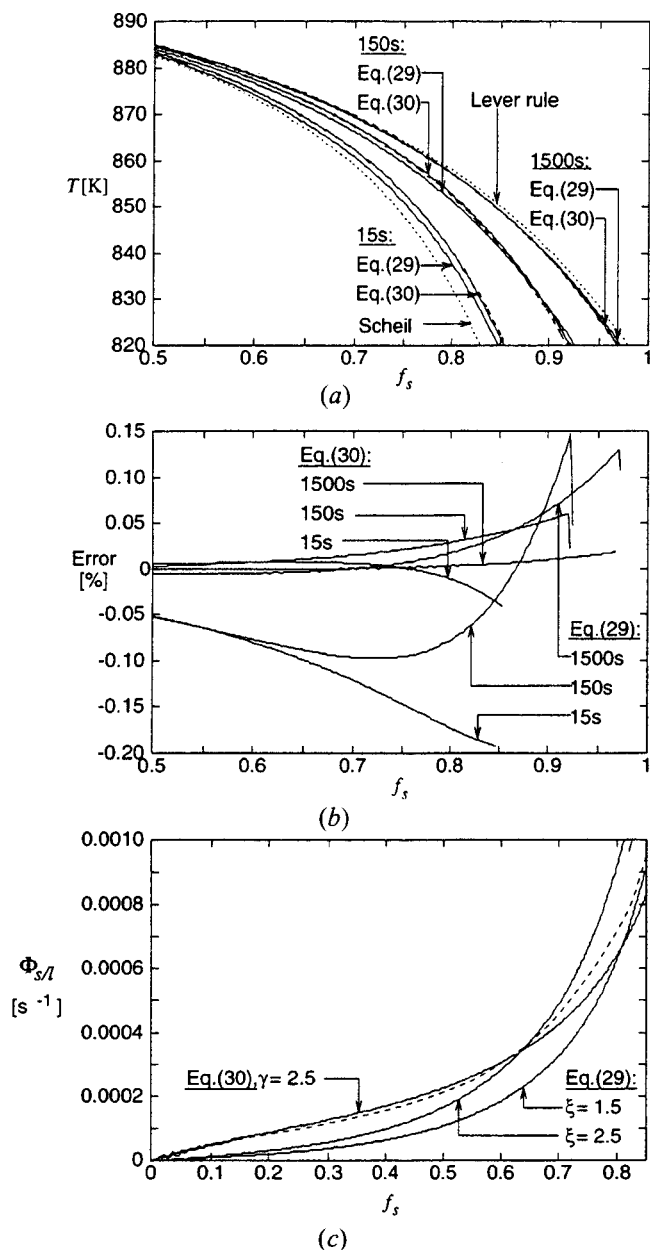 890
880
870
860
850
840
830
820
T[K]
150s:
Eq.(29)
Eq.(30)
Lever rule
1500s:
Eq.(29)
Eq.(30)
15s:
Eq.(29)
Eq.(30)
Scheil
0.5 0.6 0.7 0.8 0.9 1
fs
(a)
0.15
0.10
0.05
0
-0.05
-0.10
-0.15
-0.20
Error
[%]
Eq.(30):
1500s
150s
15s
Eq.(29):
1500s
150s
15s
0.5 0.6 0.7 0.8 0.9 1
fs
(b)
0.0010
0.0008
0.0006
0.0004
0.0002
0
Φs/l
[s -1]
Eq.(30),γ= 2.5
Eq.(29):
ξ= 1.5
ξ= 2.5
0 0.1 0.2 0.3 0.4 0.5 0.6 0.7 0.8
fs
(c)